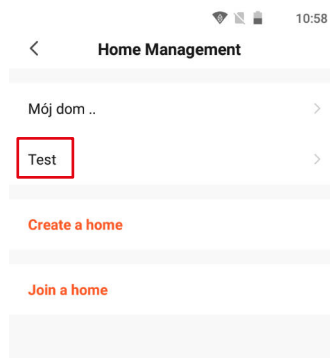 10:58
Home Management
Mój dom ..
Test
Create a home
Join a home